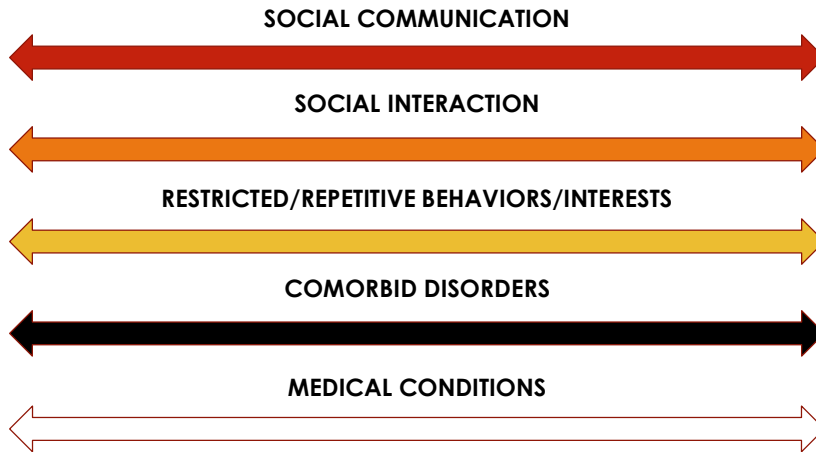 SOCIAL COMMUNICATION
SOCIAL INTERACTION
RESTRICTED/REPETITIVE BEHAVIORS/INTERESTS
COMORBID DISORDERS
MEDICAL CONDITIONS